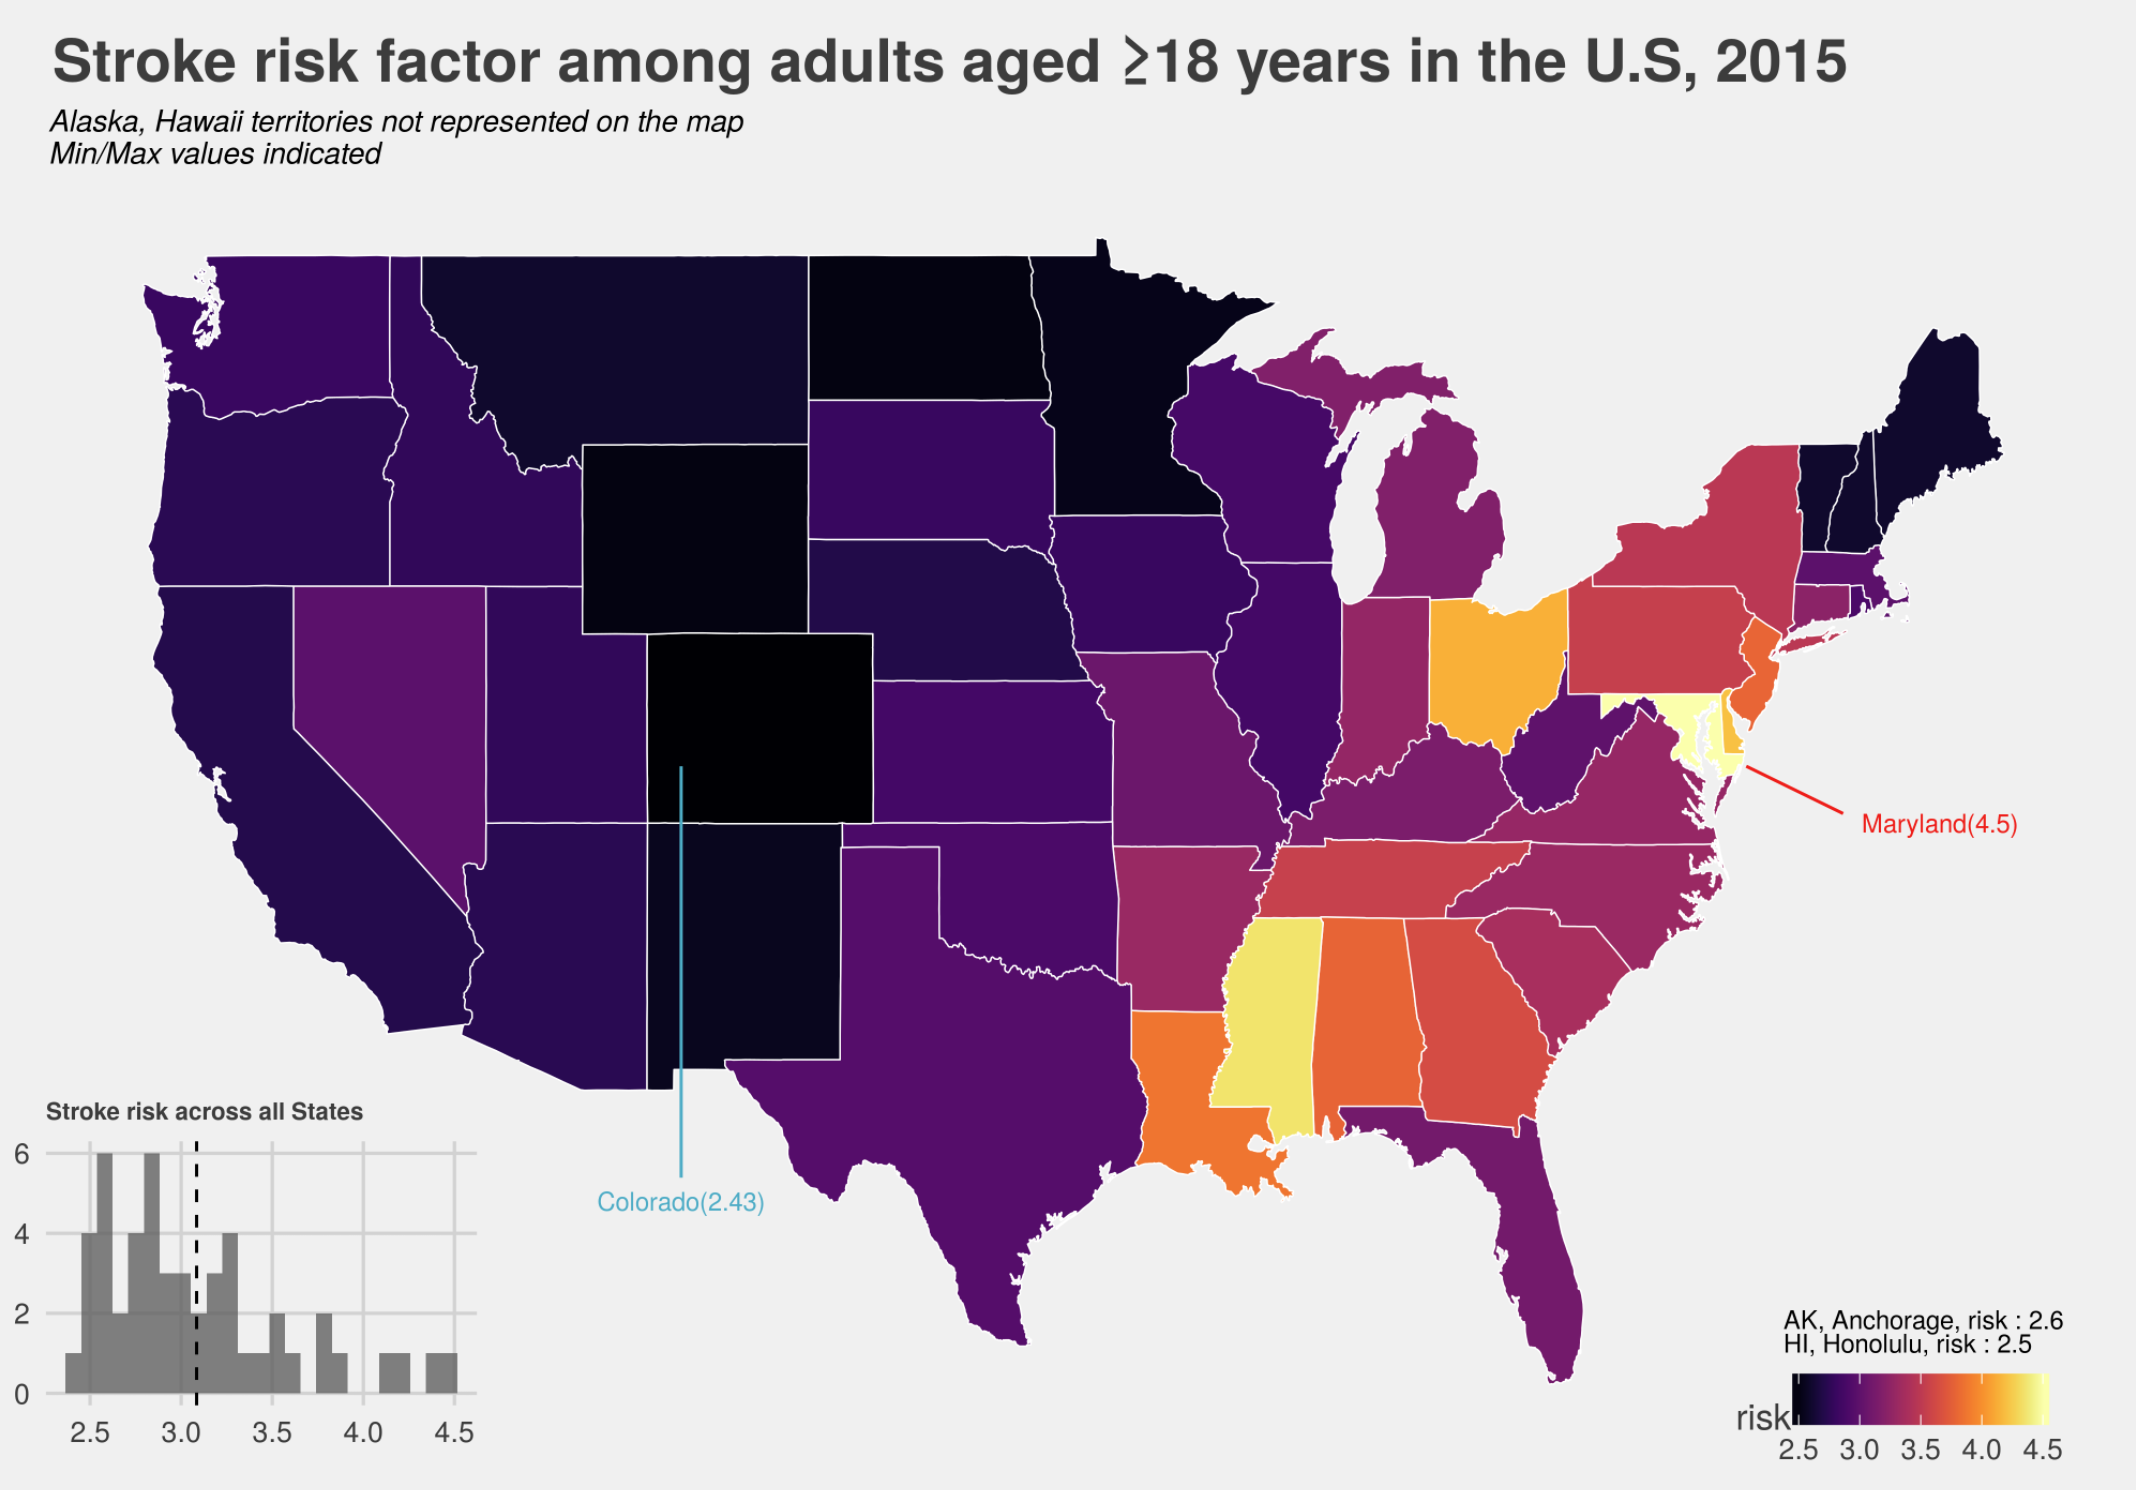 Stroke risk factor among adults aged ≥18 years in the U.S, 2015
Alaska, Hawaii territories not represented on the map
Min/Max values indicated
Maryland(4.5)
Colorado(2.43)
Stroke risk across all States
6
4
2
0
2.5 3.0 3.5 4.0 4.5
AK, Anchorage, risk : 2.6
HI, Honolulu, risk : 2.5
risk
2.5 3.0 3.5 4.0 4.5